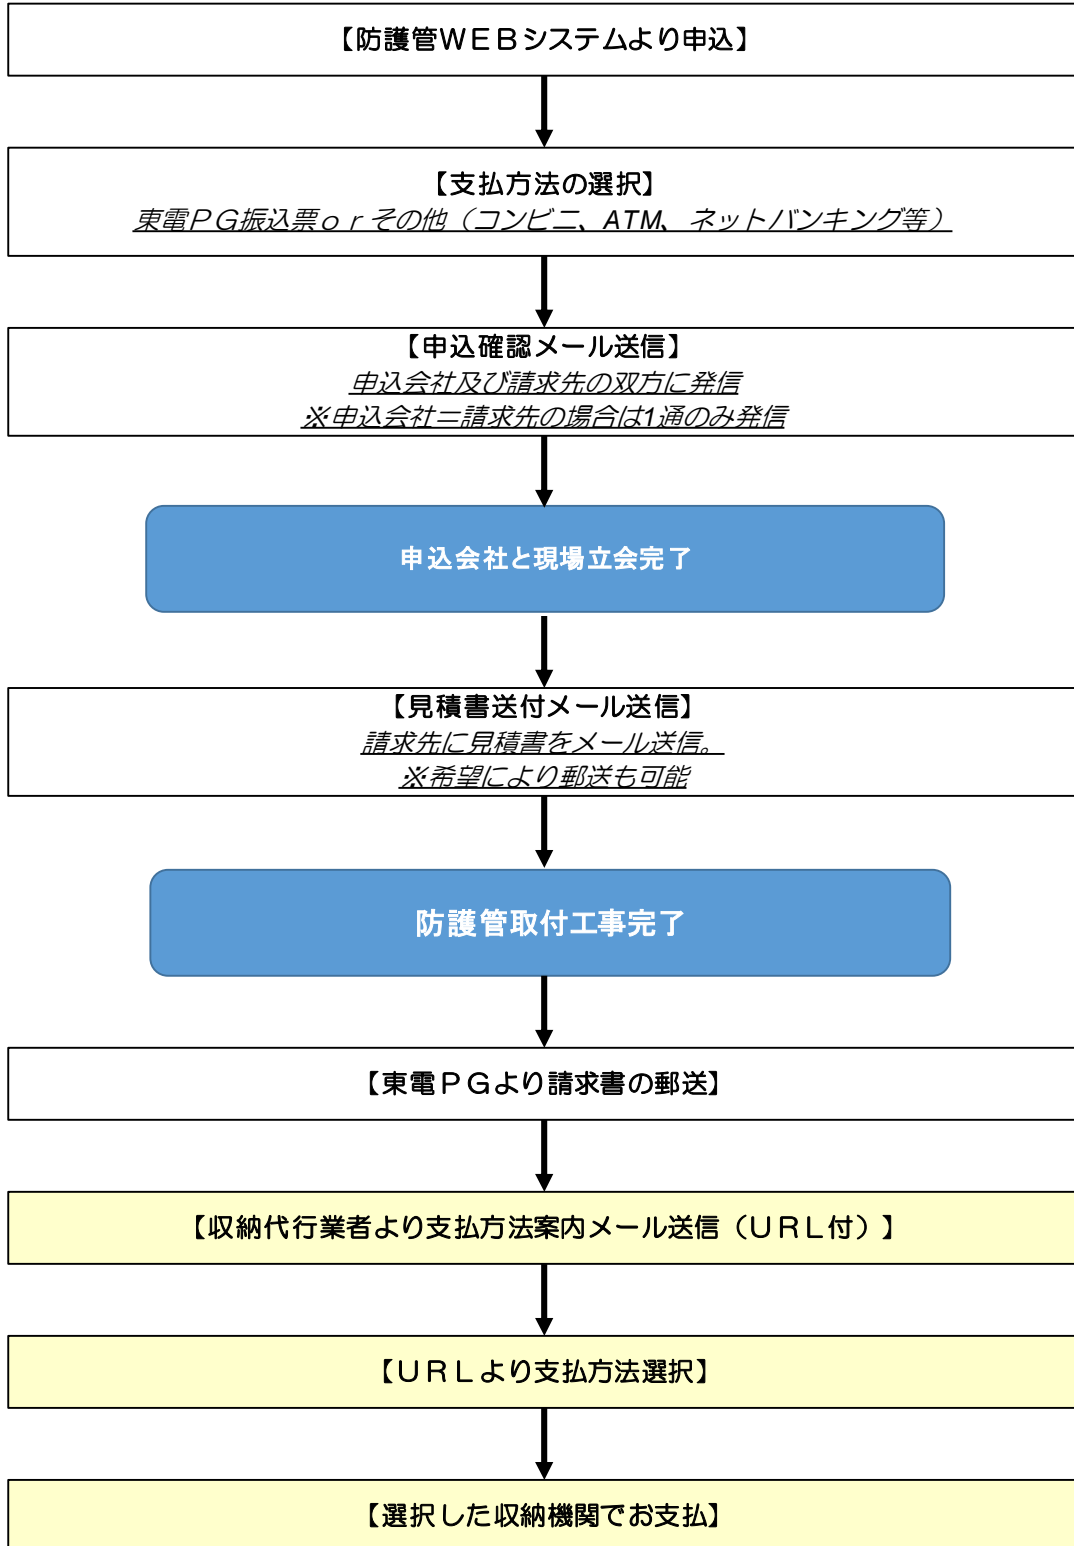 【防護管ＷＥＢシステムより申込】
【支払方法の選択】
東電ＰＧ振込票ｏｒその他（コンビニ、ATM、ネットバンキング等）
【申込確認メール送信】
申込会社及び請求先の双方に発信
※申込会社＝請求先の場合は1通のみ発信
申込会社と現場立会完了
【見積書送付メール送信】
請求先に見積書をメール送信。
※希望により郵送も可能
防護管取付工事完了
【東電ＰＧより請求書の郵送】
【収納代行業者より支払方法案内メール送信（ＵＲＬ付）】
【ＵＲＬより支払方法選択】
【選択した収納機関でお支払】